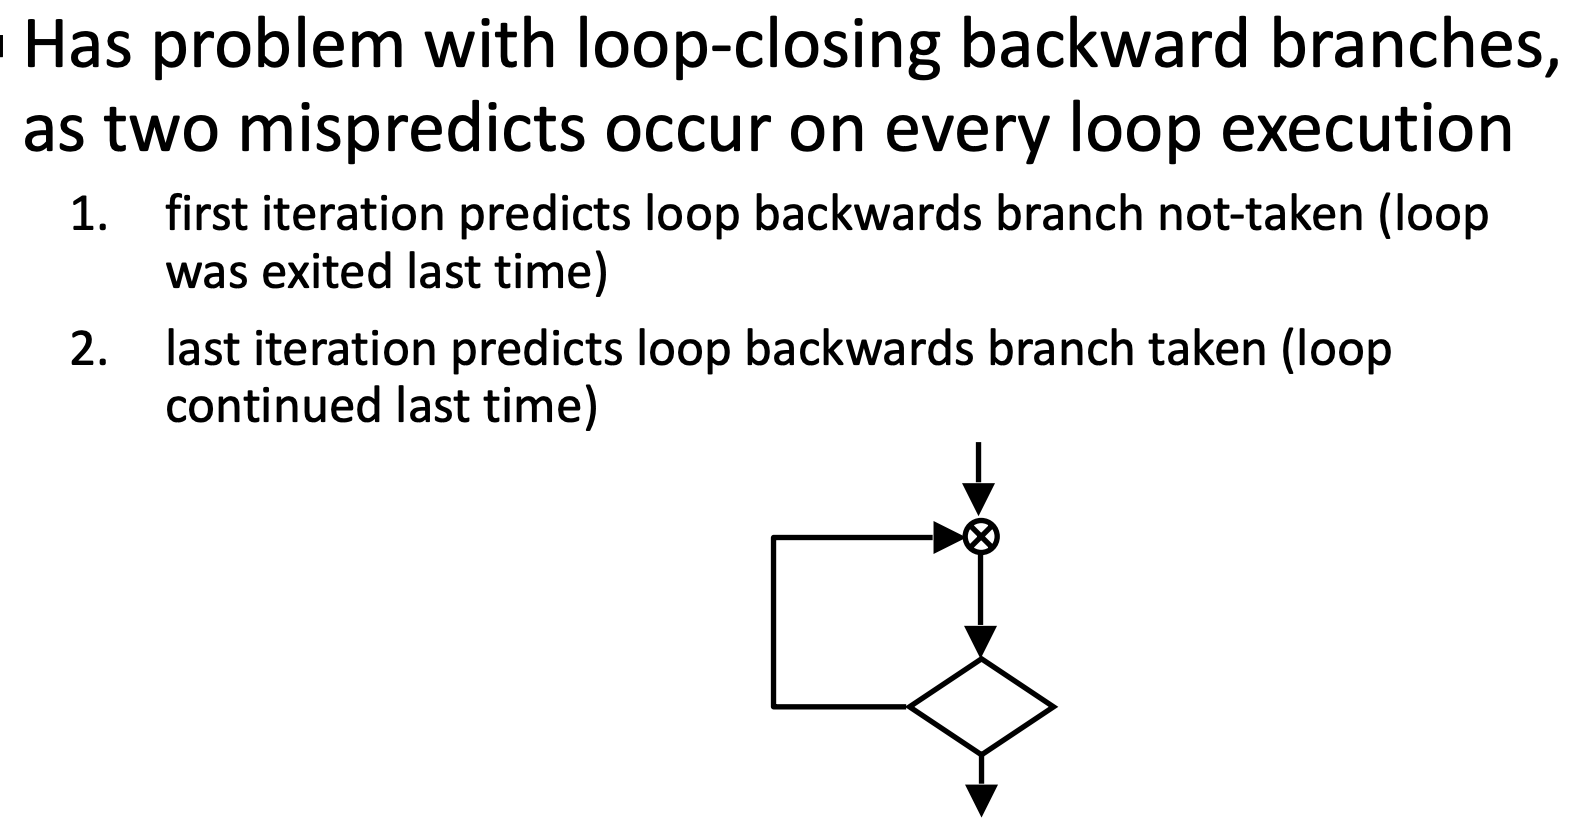 Has problem with loop-closing backward branches,
as two mispredicts occur on every loop execution
1. first iteration predicts loop backwards branch not-taken (loop
was exited last time)
2. last iteration predicts loop backwards branch taken (loop
continued last time)